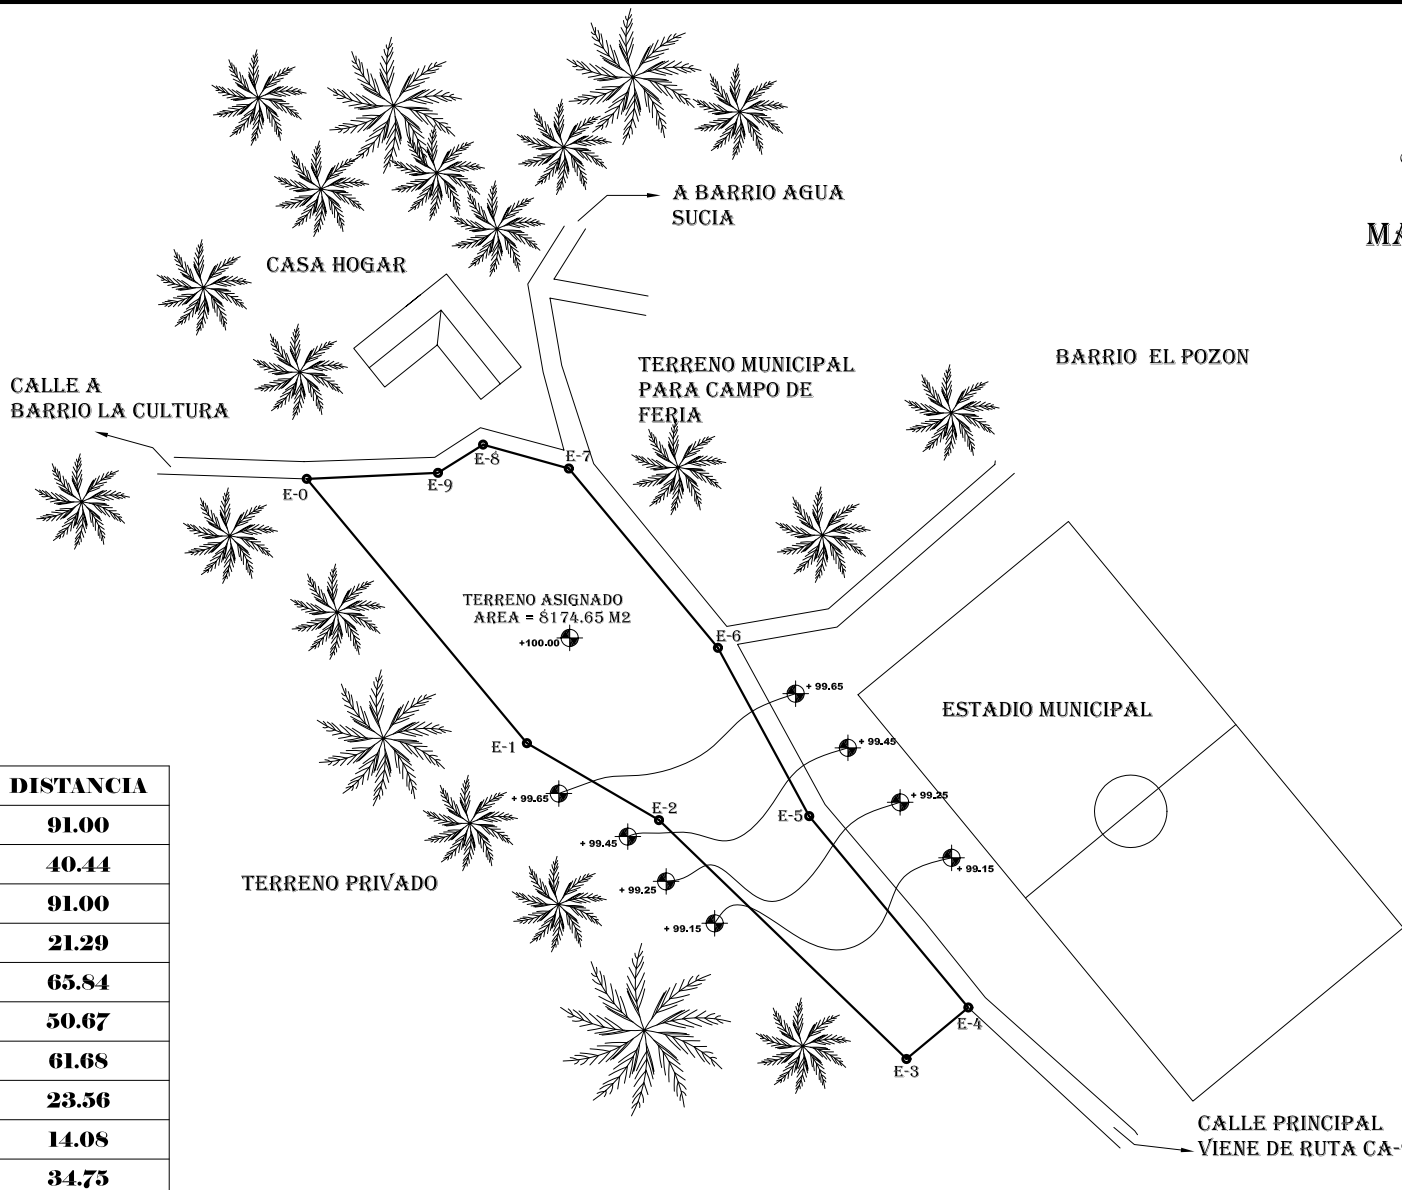 A BARRIO AGUA
SUCIA
MA
CASA HOGAR
TERRENO MUNICIPAL
PARA CAMPO DE
FERIA
BARRIO EL POZON
CALLE A
BARRIO LA CULTURA
E-8
E-7
E-9
E-0
TERRENO ASIGNADO
AREA = 8174.65 M2
+100.00
E-6
+ 99.65
ESTADIO MUNICIPAL
E-1
+ 99.45
+ 99.65
+ 99.25
E-2
E-5
+ 99.45
+ 99.15
+ 99.25
TERRENO PRIVADO
+ 99.15
E-4
E-3
CALLE PRINCIPAL
VIENE DE RUTA CA-
DISTANCIA
91.00
40.44
91.00
21.29
65.84
50.67
61.68
23.56
14.08
34.75